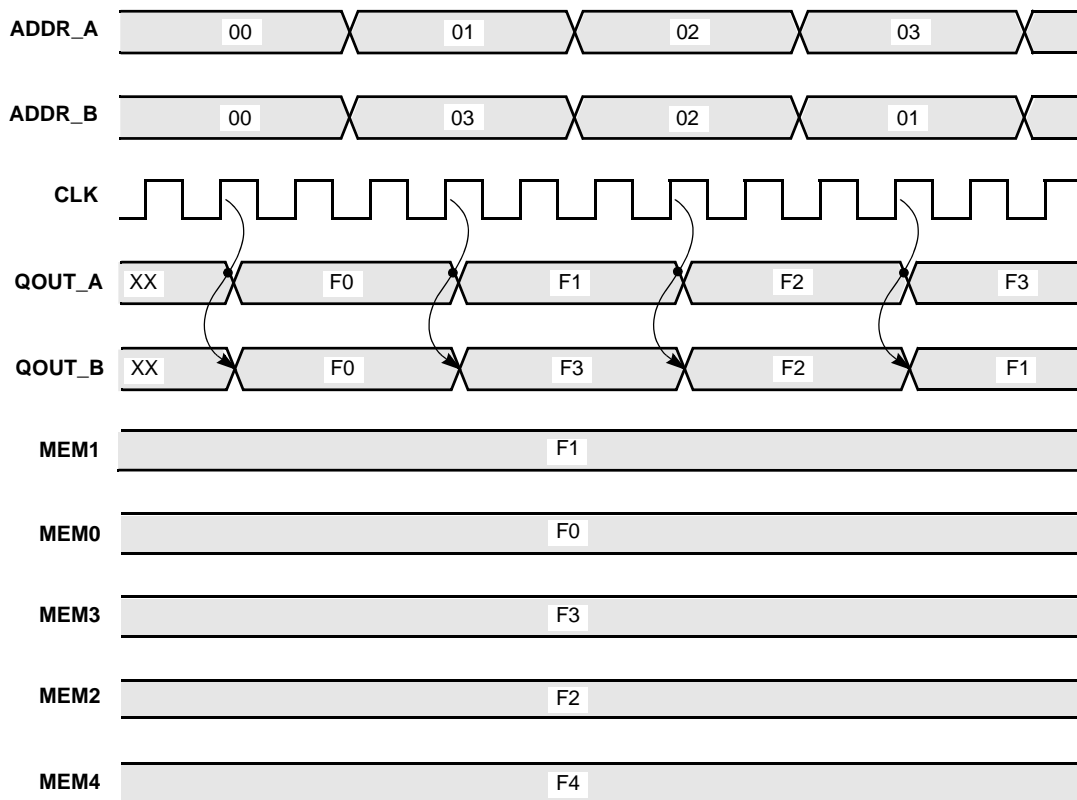 ADDR_A 00 01 02 03
ADDR_B 00 03 02 01
CLK
QOUT_A XX F0 F1 F2 F3
QOUT_B XX F0 F3 F2 F1
MEM1 F1
MEM0 F0
MEM3 F3
MEM2 F2
MEM4 F4